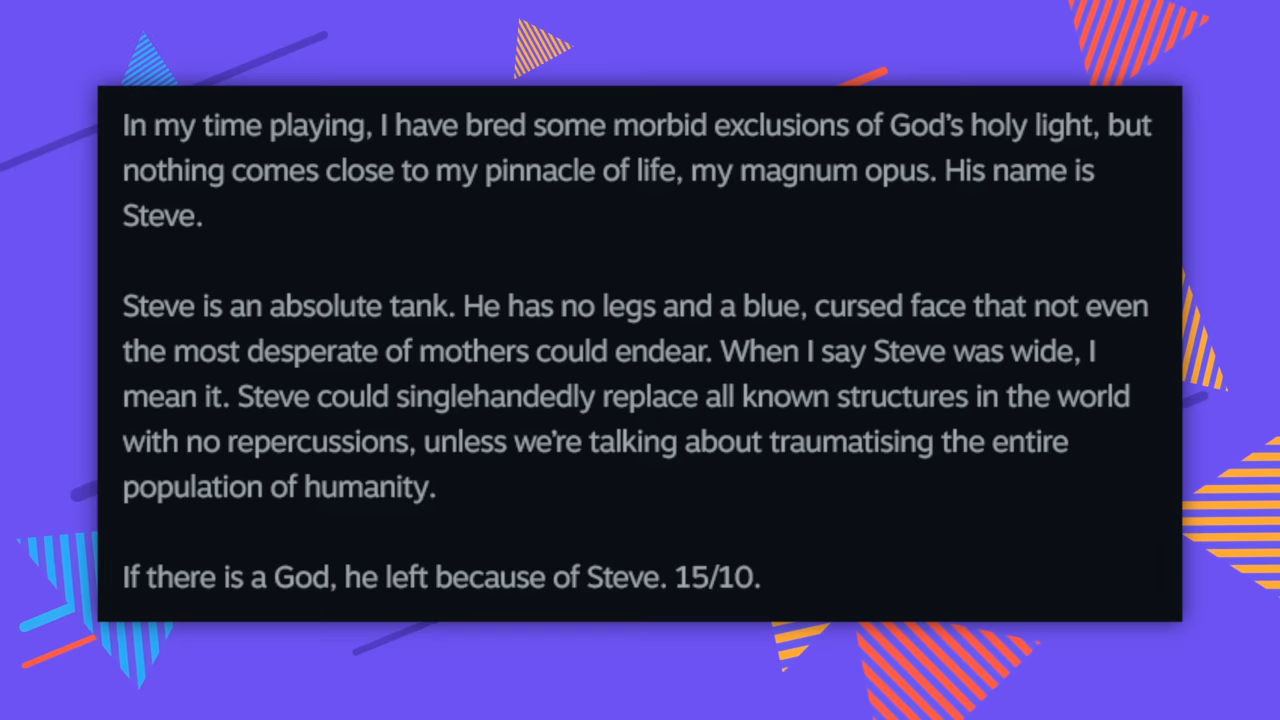 In my time playing, I have bred some morbid exclusions of God's holy light, but
nothing comes close to my pinnacle of life, my magnum opus. His name is
Steve.
Steve is an absolute tank. He has no legs and a blue, cursed face that not even
the most desperate of mothers could endear. When I say Steve was wide, I
mean it. Steve could singlehandedly replace all known structures in the world
with no repercussions, unless we're talking about traumatising the entire
population of humanity.
If there is a God, he left because of Steve. 15/10.